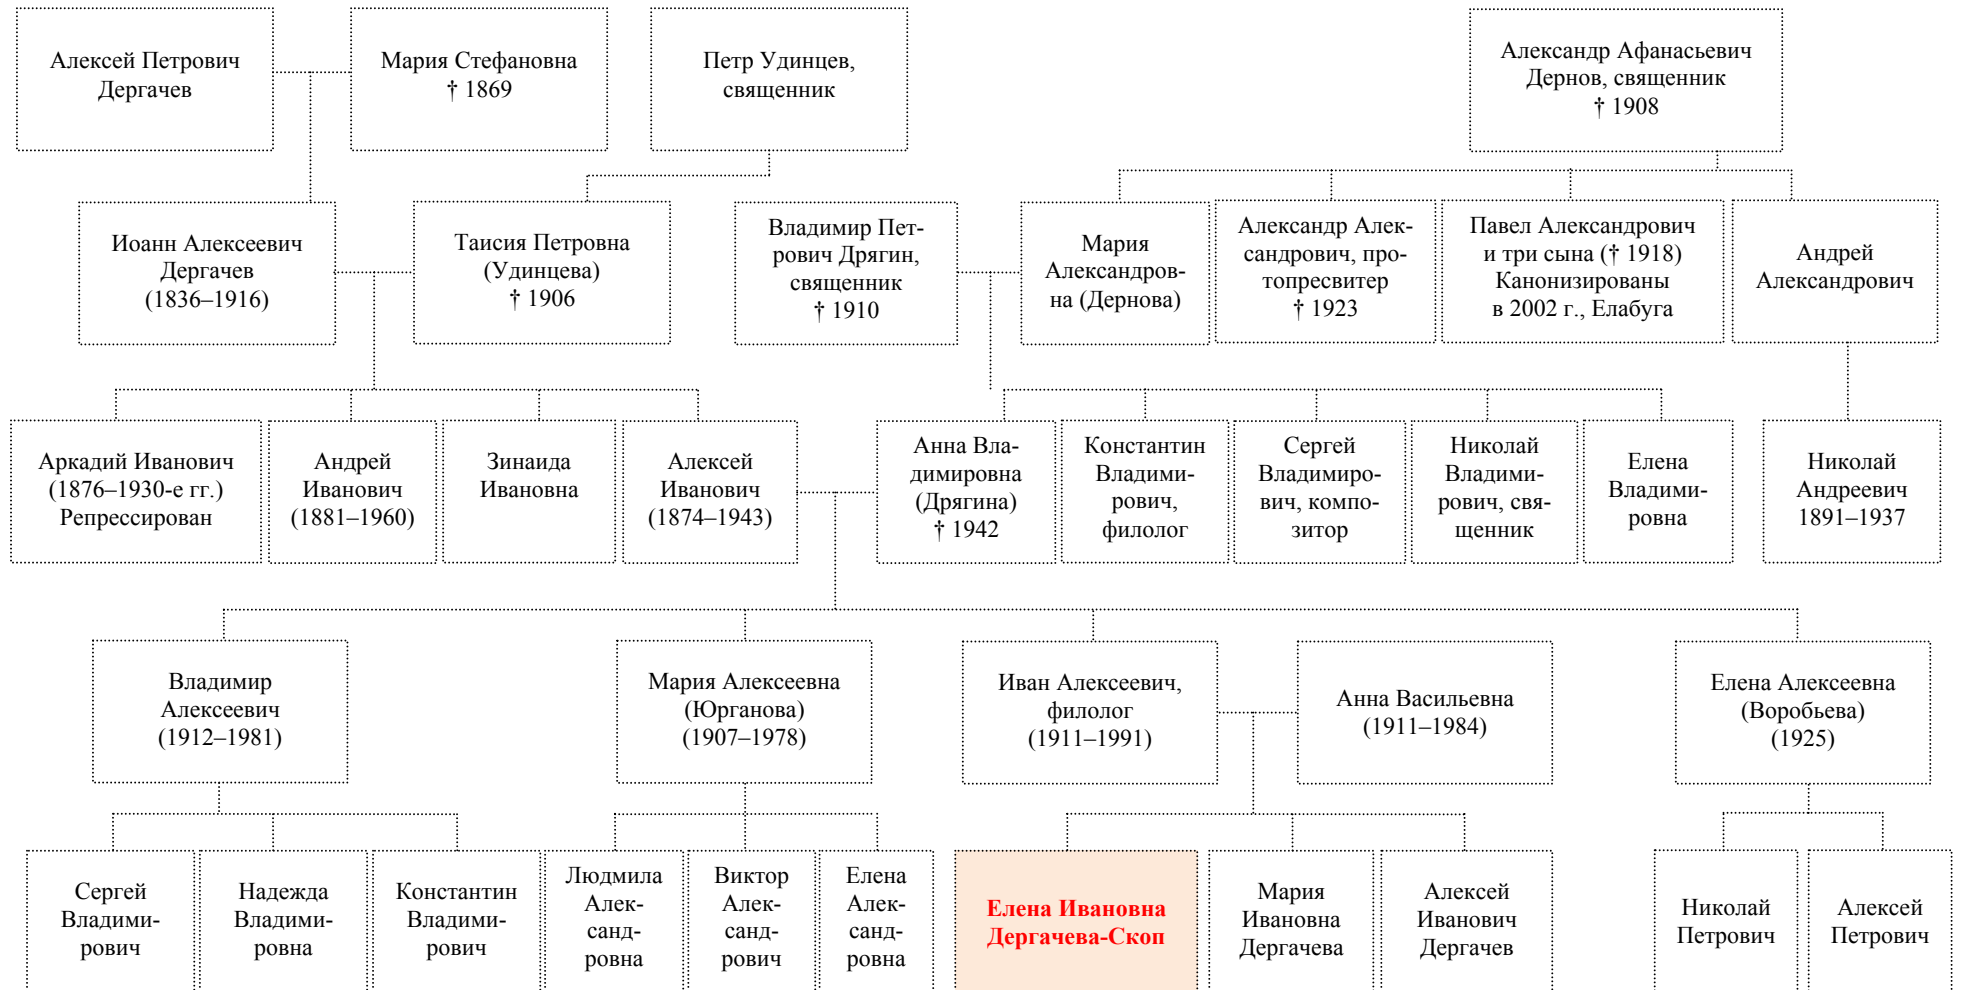 Алексей Петрович
Дергачев
Мария Стефановна
† 1869
Петр Удинцев,
священник
Александр Афанасьевич
Дернов, священник
† 1908
Иоанн Алексеевич
Дергачев
(1836–1916)
Таисия Петровна
(Удинцева)
† 1906
Владимир Пет-
рович Дрягин,
священник
† 1910
Мария
Александров-
на (Дернова)
Александр Алек-
сандрович, про-
топресвитер
† 1923
Павел Александрович
и три сына († 1918)
Канонизированы
в 2002 г., Елабуга
Андрей
Александрович
Аркадий Иванович
(1876–1930-е гг.)
Репрессирован
Андрей
Иванович
(1881–1960)
Зинаида
Ивановна
Алексей
Иванович
(1874–1943)
Анна Вла-
димировна
(Дрягина)
† 1942
Константин
Владими-
рович,
филолог
Сергей
Владимиро-
вич, компо-
зитор
Николай
Владими-
рович, свя-
щенник
Елена
Владими-
ровна
Николай
Андреевич
1891–1937
Владимир
Алексеевич
(1912–1981)
Мария Алексеевна
(Юрганова)
(1907–1978)
Иван Алексеевич,
филолог
(1911–1991)
Анна Васильевна
(1911–1984)
Елена Алексеевна
(Воробьева)
(1925)
Сергей
Владими-
рович
Надежда
Владими-
ровна
Константин
Владими-
рович
Людмила
Алек-
санд-
ровна
Виктор
Алек-
санд-
рович
Елена
Алек-
санд-
ровна
Елена Ивановна
Дергачева-Скоп
Мария
Ивановна
Дергачева
Алексей
Иванович
Дергачев
Николай
Петрович
Алексей
Петрович